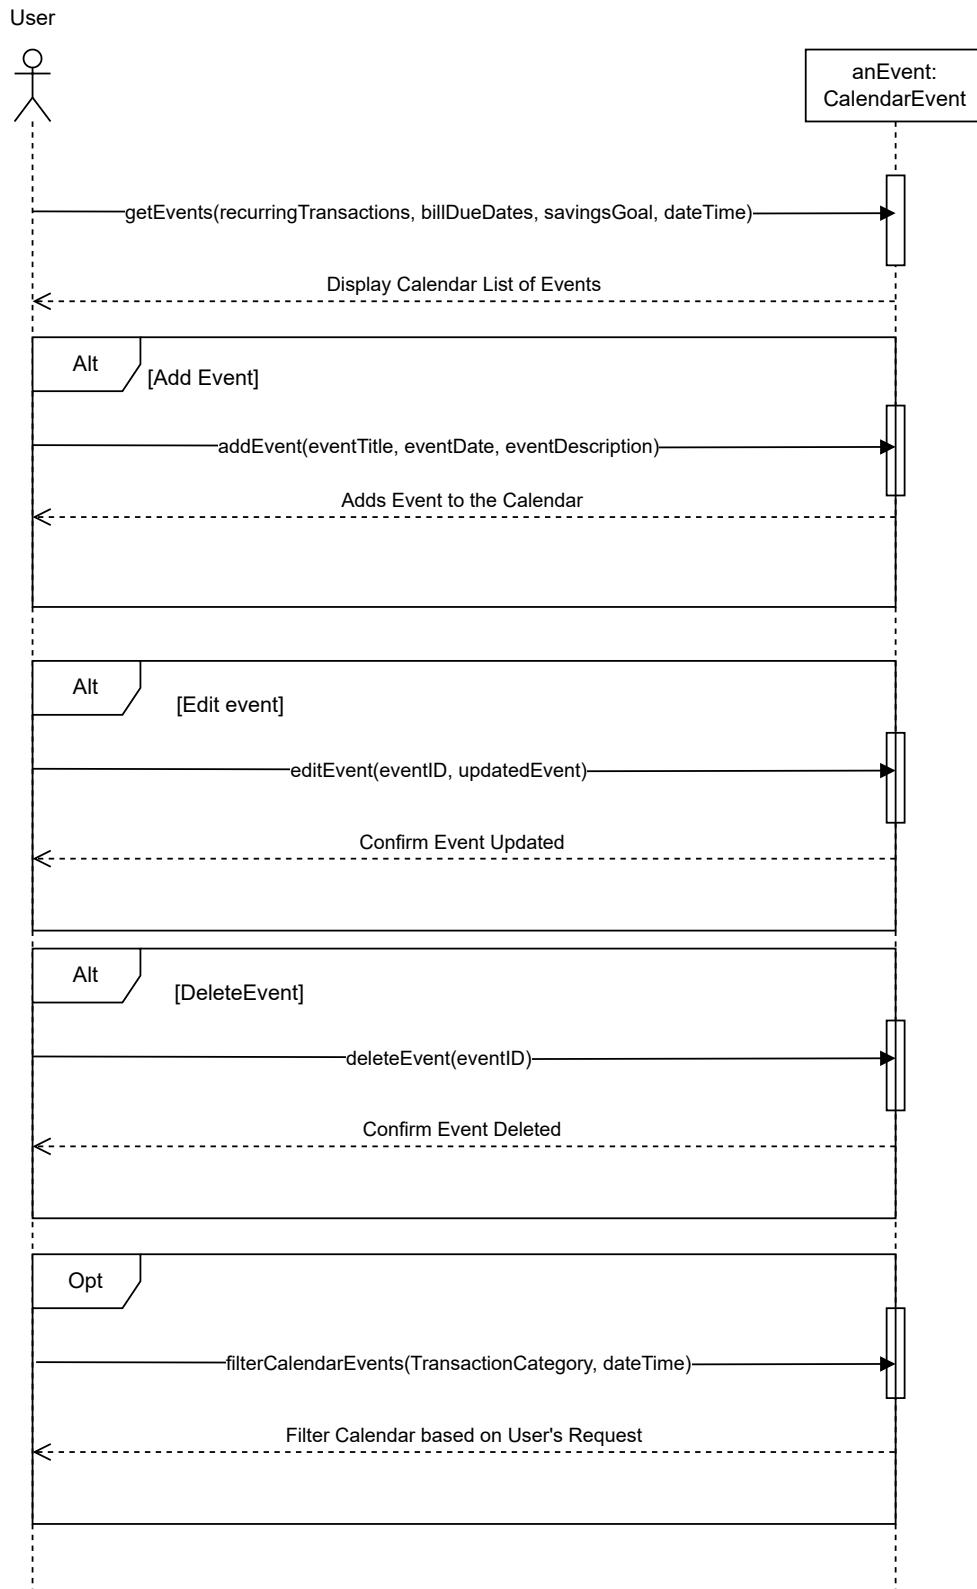 User
anEvent:
CalendarEvent
getEvents(recurringTransactions, billDueDates, savingsGoal, dateTime)
Display Calendar List of Events
Alt
[Add Event]
addEvent(eventTitle, eventDate, eventDescription)
Adds Event to the Calendar
Alt
[Edit event]
editEvent(eventID, updatedEvent)
Confirm Event Updated
Alt
[DeleteEvent]
deleteEvent(eventID)
Confirm Event Deleted
Opt
filterCalendarEvents(TransactionCategory, dateTime)
Filter Calendar based on User's Request